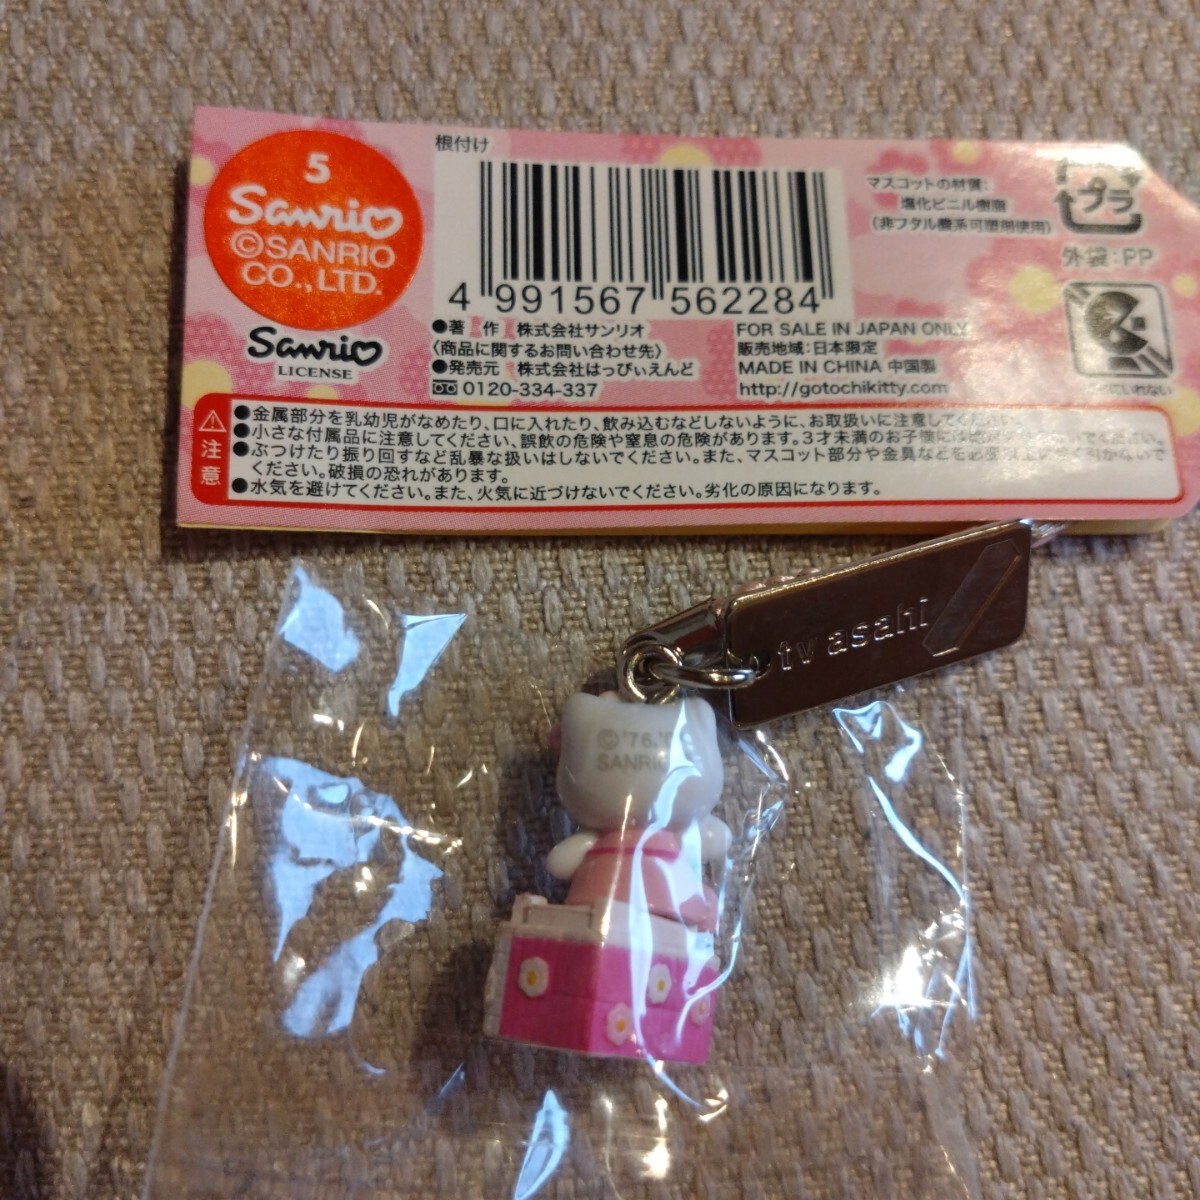 5
Sanrio
©SANRIO
CO.,LTD.
Sanrio
LICENSE
根付け
4 991567 562284
●著 作 株式会社サンリオ
〈商品に関するお問い合わせ先〉
●発売元 株式会社はっぴぃえんど
0120-334-337
マスコットの材質:
塩化ビニル樹脂
(非フタル酸系可塑剤使用)
プラ
外袋:PP
FOR SALE IN JAPAN ONLY
販売地域:日本限定
MADE IN CHINA 中国製
http://gotochikitty.com
にいれない
注意
●金属部分を乳幼児がなめたり、口に入れたり、飲み込むなどしないように、お取扱いに注意して
●小さな付属品に注意してください、誤飲の危険や窒息の危険があります。3才未満のお子様には
●ぶつけたり振り回すなど乱暴な扱いはしないでください。また、マスコット部分や金具などを
ください。破損の恐れがあります。
●水気を避けてください。また、火気に近づけないでください。劣化の原因になります。
tv asahi
©'76,'
SANRIO